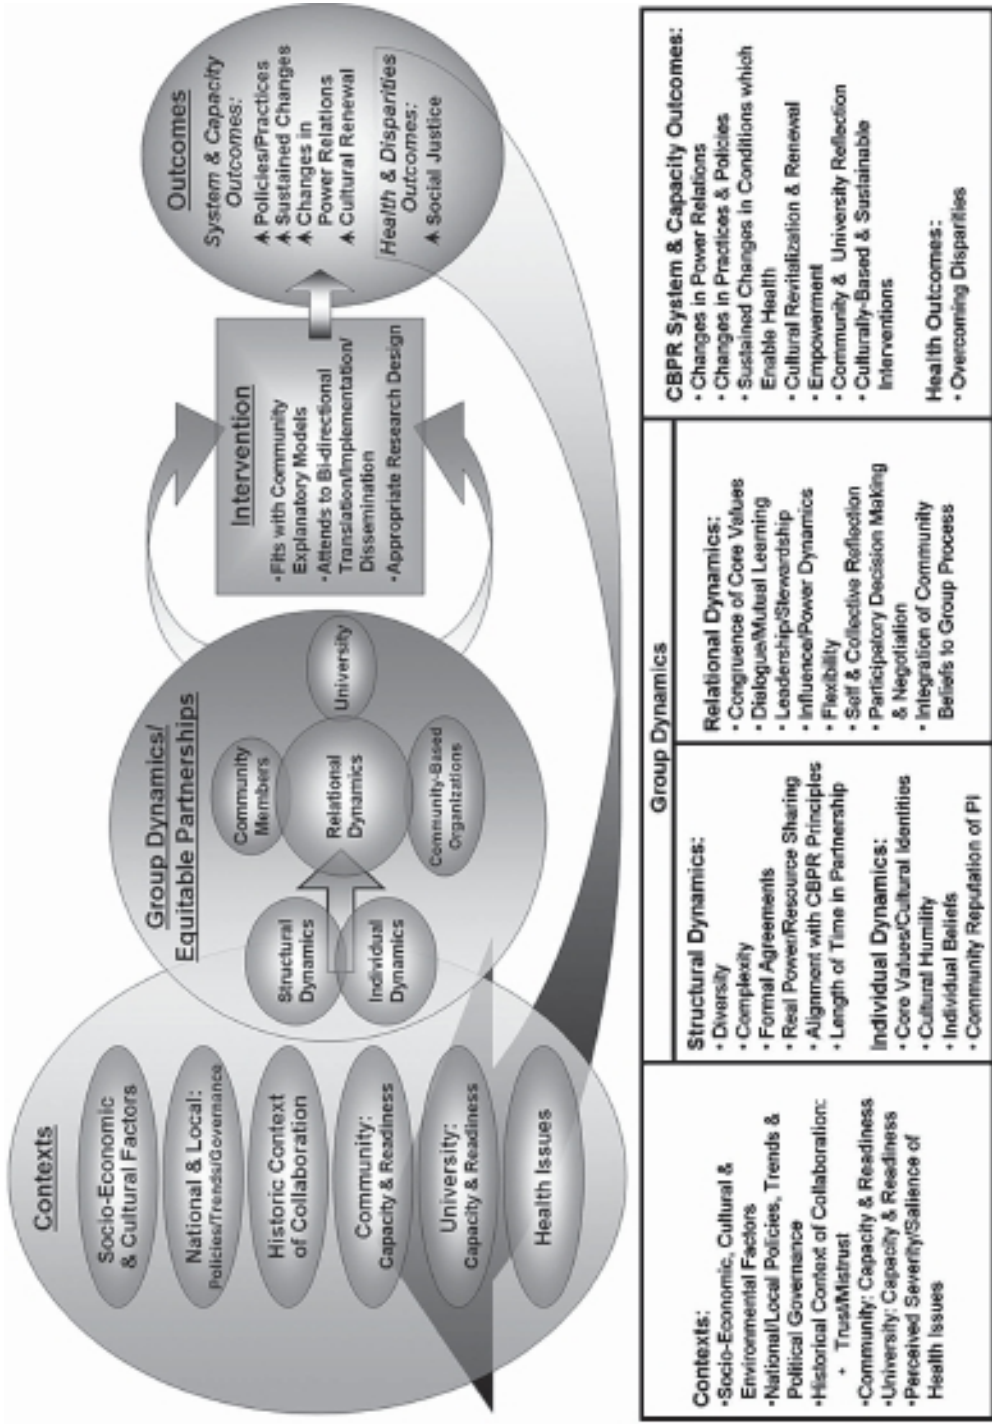 Contexts
Socio-Economic
& Cultural Factors
National & Local:
Policies/Trends/Governance
Historic Context
of Collaboration
Community:
Capacity & Readiness
University:
Capacity & Readiness
Health Issues
Group Dynamics/
Equitable Partnerships
Structural
Dynamics
Individual
Dynamics
Community
Members
Relational
Dynamics
University
Community-Based
Organizations
Intervention
•Fits with Community
Explanatory Models
•Attends to Bi-directional
Translation/Implementation/
Dissemination
•Appropriate Research Design
Outcomes
System & Capacity
Outcomes:
Policies/Practices
Sustained Changes
Changes in
Power Relations
Cultural Renewal
Health & Disparities
Outcomes:
Social Justice
Contexts:
•Socio-Economic, Cultural &
Environmental Factors
•National/Local Policies, Trends &
Political Governance
•Historical Context of Collaboration:
• Trust/Mistrust
•Community: Capacity & Readiness
•University: Capacity & Readiness
•Perceived Severity/Salience of
Health Issues
Group Dynamics
Structural Dynamics:
• Diversity
• Complexity
• Formal Agreements
• Real Power/Resource Sharing
• Alignment with CBPR Principles
• Length of Time in Partnership
Individual Dynamics:
• Core Values/Cultural Identities
• Cultural Humility
• Individual Beliefs
• Community Reputation of PI
Relational Dynamics:
• Congruence of Core Values
• Dialogue/Mutual Learning
• Leadership/Stewardship
• Influence/Power Dynamics
• Flexibility
• Self & Collective Reflection
• Participatory Decision Making
& Negotiation
• Integration of Community
Beliefs to Group Process
CBPR System & Capacity Outcomes:
• Changes in Power Relations
• Changes in Practices & Policies
• Sustained Changes in Conditions which
Enable Health
• Cultural Revitalization & Renewal
• Empowerment
• Community & University Reflection
• Culturally-Based & Sustainable
Interventions
Health Outcomes:
• Overcoming Disparities